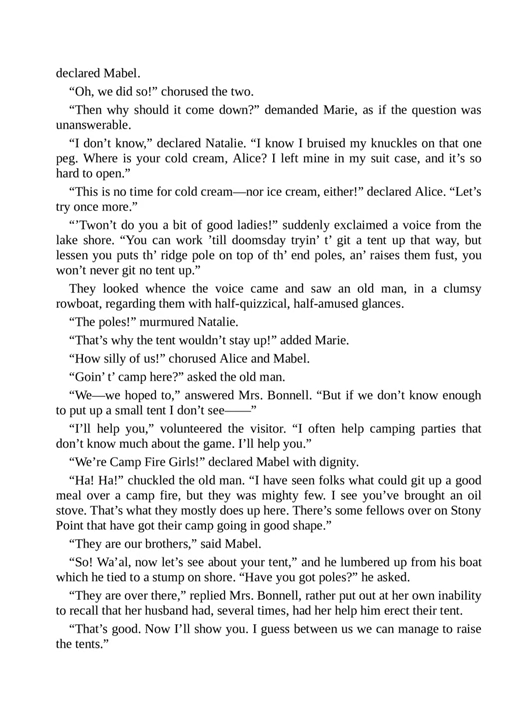 declared Mabel.
“Oh, we did so!” chorused the two.
“Then why should it come down?” demanded Marie, as if the question was
unanswerable.
“I don’t know,” declared Natalie. “I know I bruised my knuckles on that one
peg. Where is your cold cream, Alice? I left mine in my suit case, and it’s so
hard to open.”
“This is no time for cold cream—nor ice cream, either!” declared Alice. “Let’s
try once more.”
“’Twon’t do you a bit of good ladies!” suddenly exclaimed a voice from the
lake shore. “You can work ’till doomsday tryin’ t’ git a tent up that way, but
lessen you puts th’ ridge pole on top of th’ end poles, an’ raises them fust, you
won’t never git no tent up.”
They looked whence the voice came and saw an old man, in a clumsy
rowboat, regarding them with half-quizzical, half-amused glances.
“The poles!” murmured Natalie.
“That’s why the tent wouldn’t stay up!” added Marie.
“How silly of us!” chorused Alice and Mabel.
“Goin’ t’ camp here?” asked the old man.
“We—we hoped to,” answered Mrs. Bonnell. “But if we don’t know enough
to put up a small tent I don’t see——”
“I’ll help you,” volunteered the visitor. “I often help camping parties that
don’t know much about the game. I’ll help you.”
“We’re Camp Fire Girls!” declared Mabel with dignity.
“Ha! Ha!” chuckled the old man. “I have seen folks what could git up a good
meal over a camp fire, but they was mighty few. I see you’ve brought an oil
stove. That’s what they mostly does up here. There’s some fellows over on Stony
Point that have got their camp going in good shape.”
“They are our brothers,” said Mabel.
“So! Wa’al, now let’s see about your tent,” and he lumbered up from his boat
which he tied to a stump on shore. “Have you got poles?” he asked.
“They are over there,” replied Mrs. Bonnell, rather put out at her own inability
to recall that her husband had, several times, had her help him erect their tent.
“That’s good. Now I’ll show you. I guess between us we can manage to raise
the tents.”